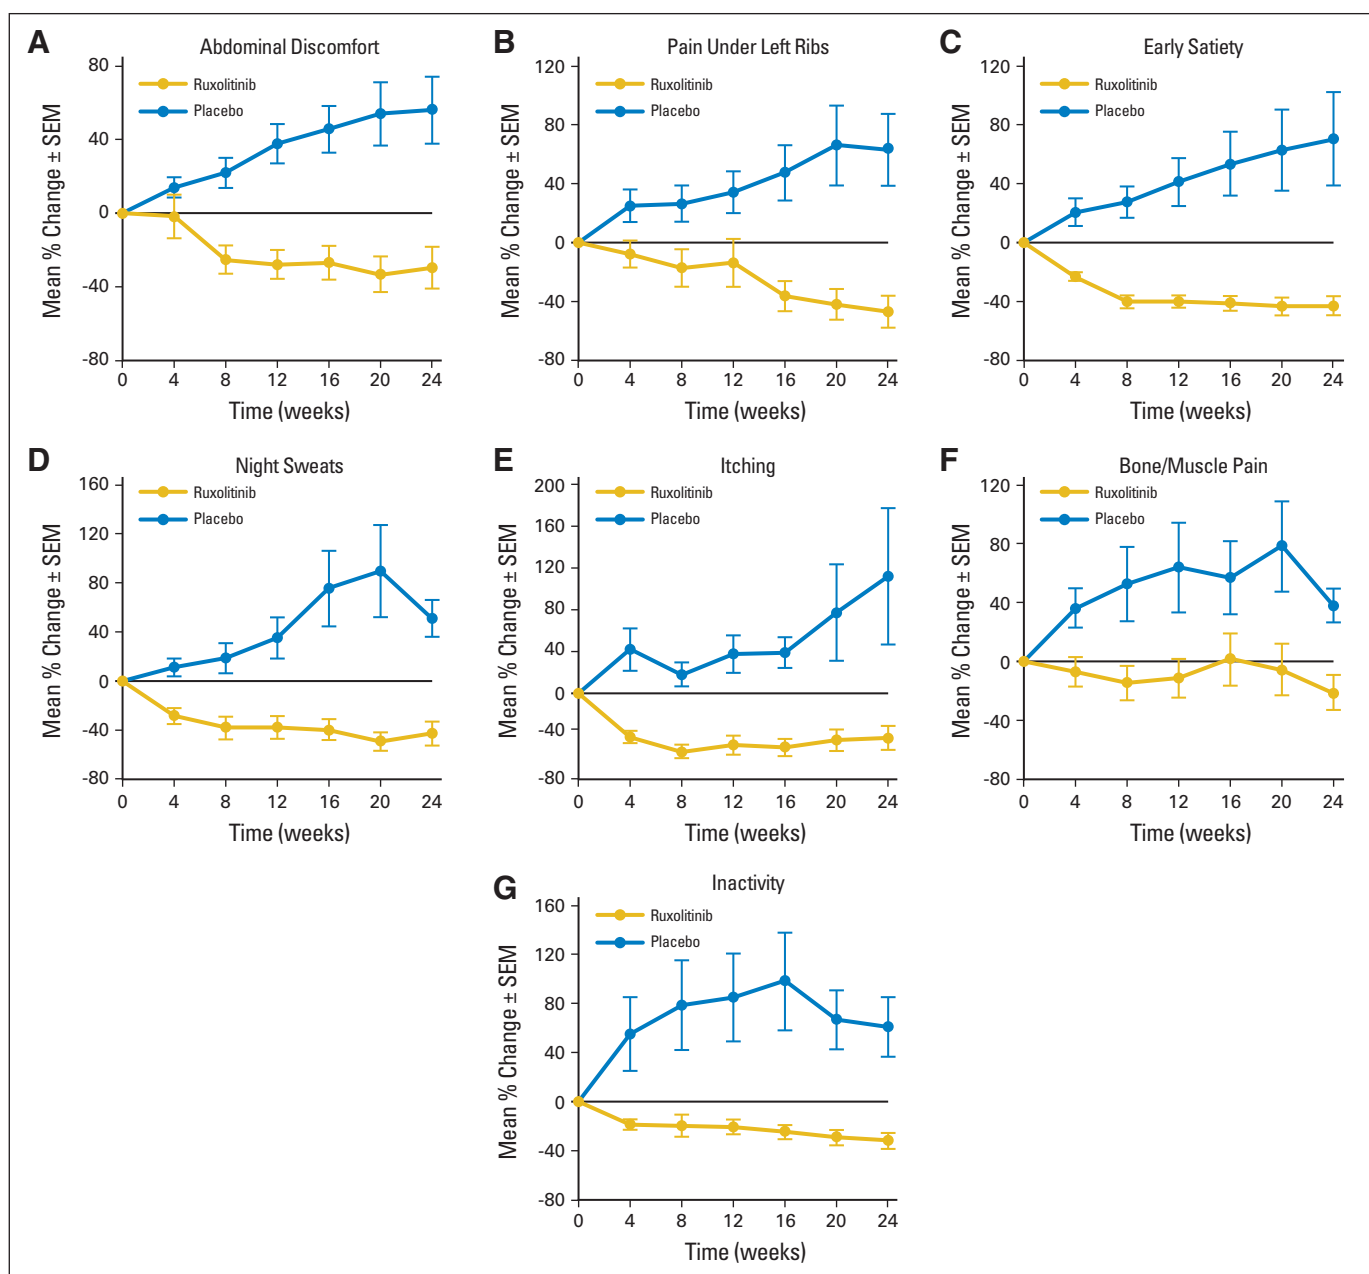 A
Abdominal Discomfort
Ruxolitinib
Placebo
Mean % Change ± SEM
80
40
0
-40
-80
0 4 8 12 16 20 24
Time (weeks)
B
Pain Under Left Ribs
Ruxolitinib
Placebo
Mean % Change ± SEM
120
80
40
0
-40
-80
0 4 8 12 16 20 24
Time (weeks)
C
Early Satiety
Ruxolitinib
Placebo
Mean % Change ± SEM
120
80
40
0
-40
-80
0 4 8 12 16 20 24
Time (weeks)
D
Night Sweats
Ruxolitinib
Placebo
Mean % Change ± SEM
160
120
80
40
0
-40
-80
0 4 8 12 16 20 24
Time (weeks)
E
Itching
Ruxolitinib
Placebo
Mean % Change ± SEM
200
160
120
80
40
0
-40
-80
0 4 8 12 16 20 24
Time (weeks)
F
Bone/Muscle Pain
Ruxolitinib
Placebo
Mean % Change ± SEM
120
80
40
0
-40
-80
0 4 8 12 16 20 24
Time (weeks)
G
Inactivity
Ruxolitinib
Placebo
Mean % Change ± SEM
160
120
80
40
0
-40
-80
0 4 8 12 16 20 24
Time (weeks)